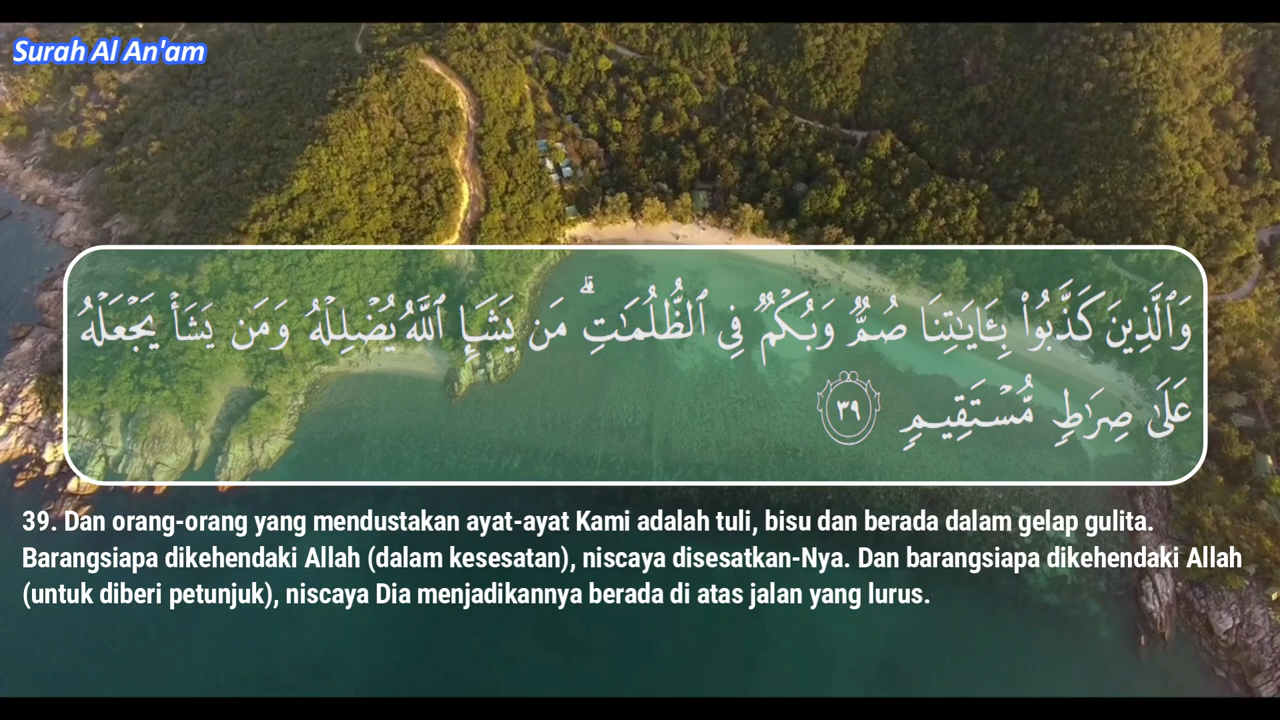 Surah Al An'am
وَٱلَّذِينَ كَذَّبُوا۟ بِـَٔايَٰتِنَا صُمٌّ وَبُكْمٌ فِى ٱلظُّلُمَٰتِ ۗ مَن يَشَإِ ٱللَّهُ يُضْلِلْهُ وَمَن يَشَأْ يَجْعَلْهُ
عَلَىٰ صِرَٰطٍ مُّسْتَقِيمٍ ٣٩
39. Dan orang-orang yang mendustakan ayat-ayat Kami adalah tuli, bisu dan berada dalam gelap gulita.
Barangsiapa dikehendaki Allah (dalam kesesatan), niscaya disesatkan-Nya. Dan barangsiapa dikehendaki Allah
(untuk diberi petunjuk), niscaya Dia menjadikannya berada di atas jalan yang lurus.